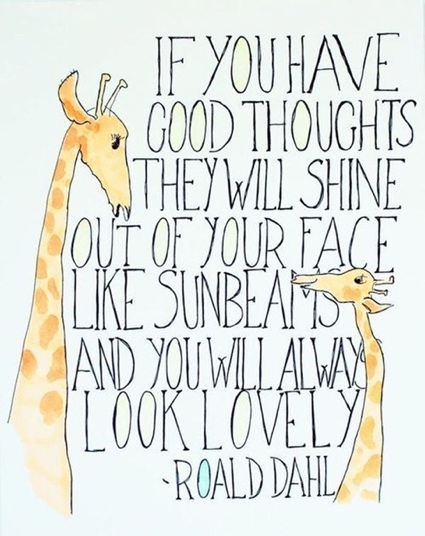 IF YOU HAVE
GOOD THOUGHTS
THEY WILL SHINE
OUT OF YOUR FACE
LIKE SUNBEAMS
AND YOU WILL ALWAYS
LOOK LOVELY
-ROALD DAHL